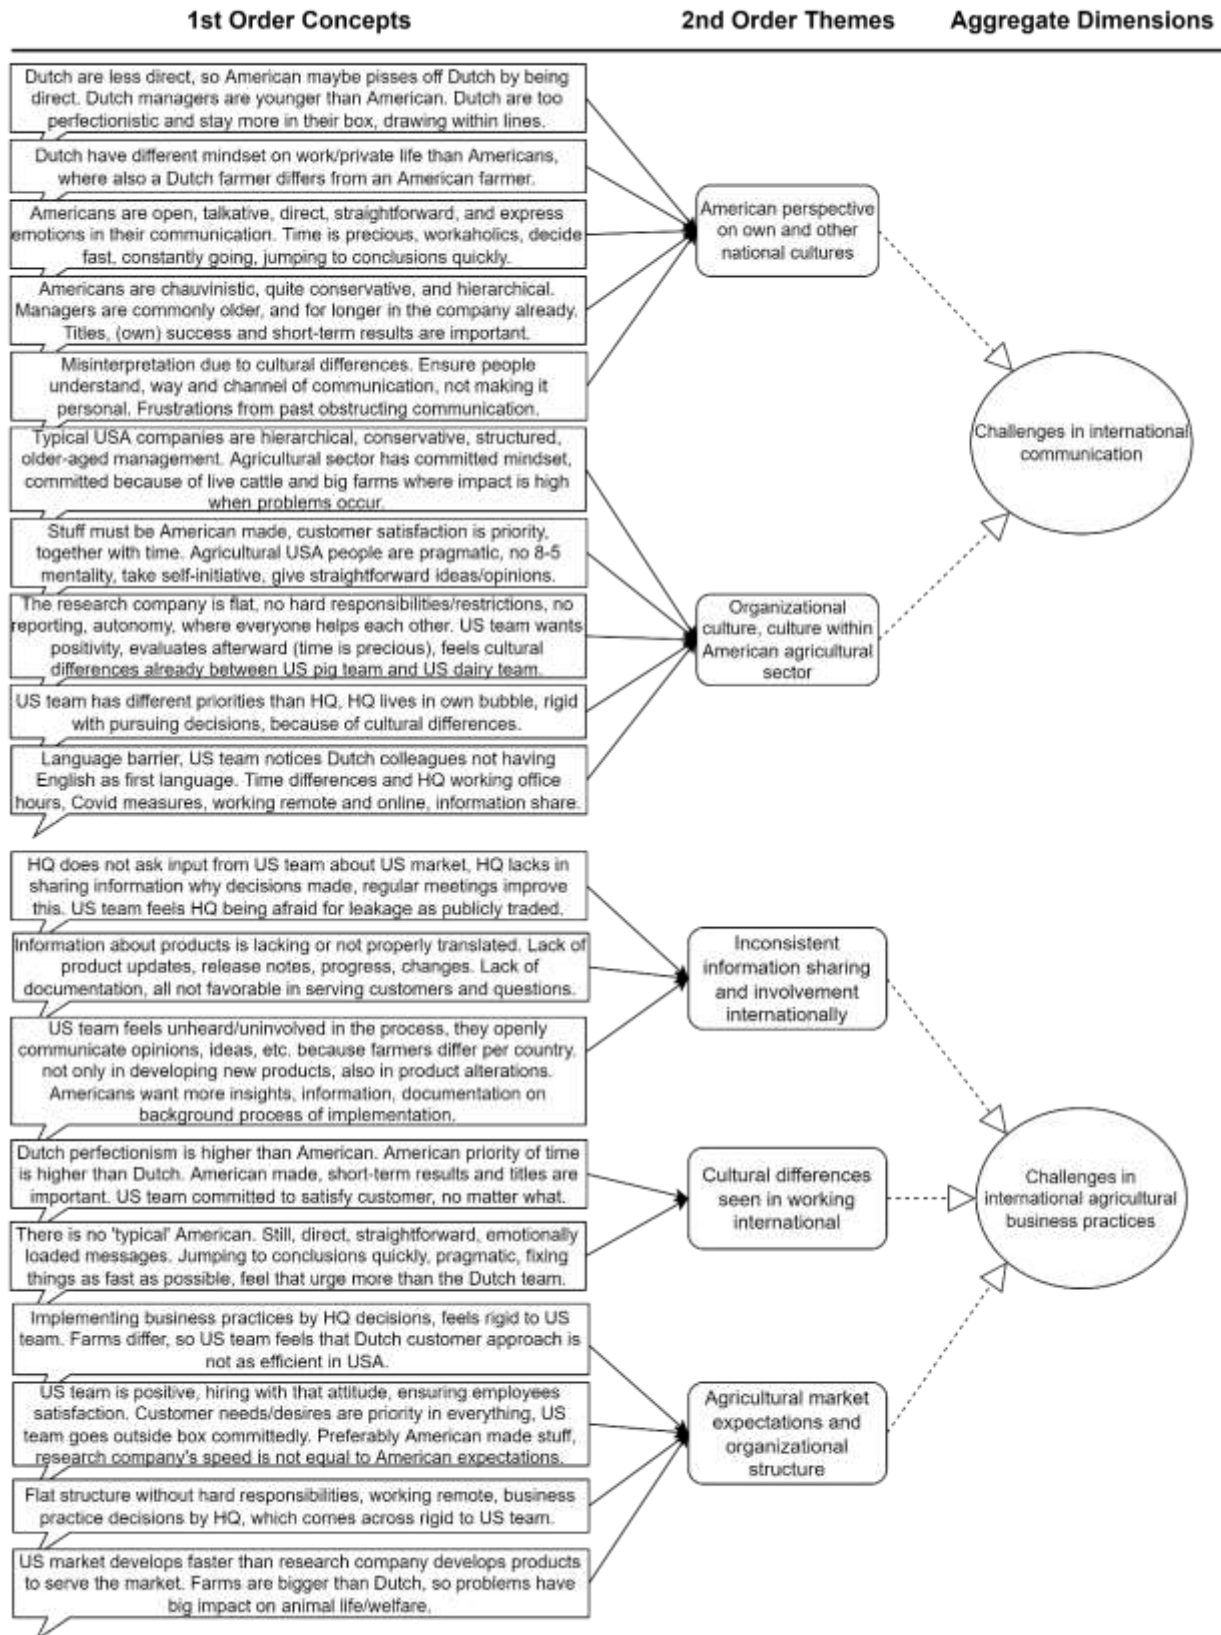 1st Order Concepts
2nd Order Themes
Aggregate Dimensions
Dutch are less direct, so American maybe pisses off Dutch by being
direct. Dutch managers are younger than American. Dutch are too
perfectionistic and stay more in their box, drawing within lines.
Dutch have different mindset on work/private life than Americans,
where also a Dutch farmer differs from an American farmer.
Americans are open, talkative, direct, straightforward, and express
emotions in their communication. Time is precious, workaholics, decide
fast, constantly going, jumping to conclusions quickly.
Americans are chauvinistic, quite conservative, and hierarchical.
Managers are commonly older, and for longer in the company already.
Titles, (own) success and short-term results are important.
Misinterpretation due to cultural differences. Ensure people
understand, way and channel of communication, not making it
personal. Frustrations from past obstructing communication.
American perspective
on own and other
national cultures
Typical USA companies are hierarchical, conservative, structured,
older-aged management. Agricultural sector has committed mindset,
committed because of live cattle and big farms where impact is high
when problems occur.
Stuff must be American made, customer satisfaction is priority,
together with time. Agricultural USA people are pragmatic, no 8-5
mentality, take self-initiative, give straightforward ideas/opinions.
The research company is flat, no hard responsibilities/restrictions, no
reporting, autonomy, where everyone helps each other. US team wants
positivity, evaluates afterward (time is precious), feels cultural
differences already between US pig team and US dairy team.
US team has different priorities than HQ, HQ lives in own bubble, rigid
with pursuing decisions, because of cultural differences.
Language barrier, US team notices Dutch colleagues not having
English as first language. Time differences and HQ working office
hours, Covid measures, working remote and online, information share.
Organizational
culture, culture within
American agricultural
sector
Challenges in international
communication
HQ does not ask input from US team about US market, HQ lacks in
sharing information why decisions made, regular meetings improve
this. US team feels HQ being afraid for leakage as publicly traded.
Information about products is lacking or not properly translated. Lack of
product updates, release notes, progress, changes. Lack of
documentation, all not favorable in serving customers and questions.
US team feels unheard/uninvolved in the process, they openly
communicate opinions, ideas, etc. because farmers differ per country.
not only in developing new products, also in product alterations.
Americans want more insights, information, documentation on
background process of implementation.
Inconsistent
information sharing
and involvement
internationally
Dutch perfectionism is higher than American. American priority of time
is higher than Dutch. American made, short-term results and titles are
important. US team committed to satisfy customer, no matter what.
There is no 'typical' American. Still, direct, straightforward, emotionally
loaded messages. Jumping to conclusions quickly, pragmatic, fixing
things as fast as possible, feel that urge more than the Dutch team.
Cultural differences
seen in working
international
Implementing business practices by HQ decisions, feels rigid to US
team. Farms differ, so US team feels that Dutch customer approach is
not as efficient in USA.
US team is positive, hiring with that attitude, ensuring employees
satisfaction. Customer needs/desires are priority in everything, US
team goes outside box committedly. Preferably American made stuff,
research company's speed is not equal to American expectations.
Flat structure without hard responsibilities, working remote, business
practice decisions by HQ, which comes across rigid to US team.
US market develops faster than research company develops products
to serve the market. Farms are bigger than Dutch, so problems have
big impact on animal life/welfare.
Agricultural market
expectations and
organizational
structure
Challenges in
international agricultural
business practices